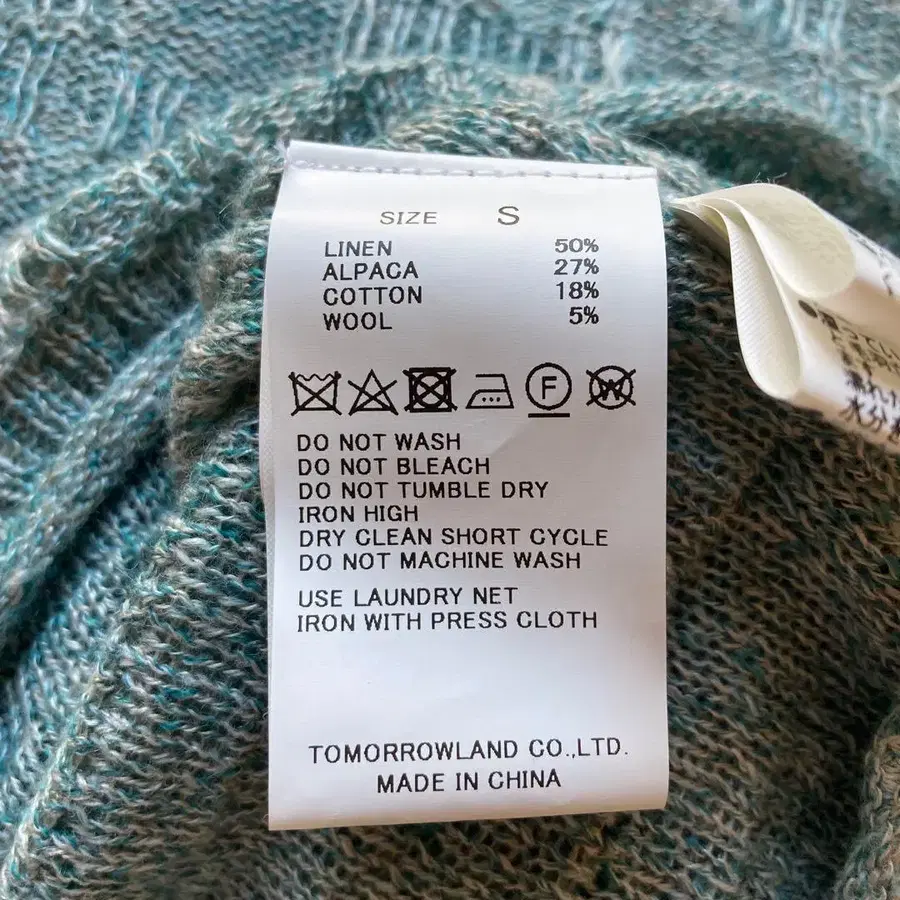 SIZE S
LINEN 50%
ALPACA 27%
COTTON 18%
WOOL 5%
F W
DO NOT WASH
DO NOT BLEACH
DO NOT TUMBLE DRY
IRON HIGH
DRY CLEAN SHORT CYCLE
DO NOT MACHINE WASH
USE LAUNDRY NET
IRON WITH PRESS CLOTH
TOMORROWLAND CO.,LTD.
MADE IN CHINA